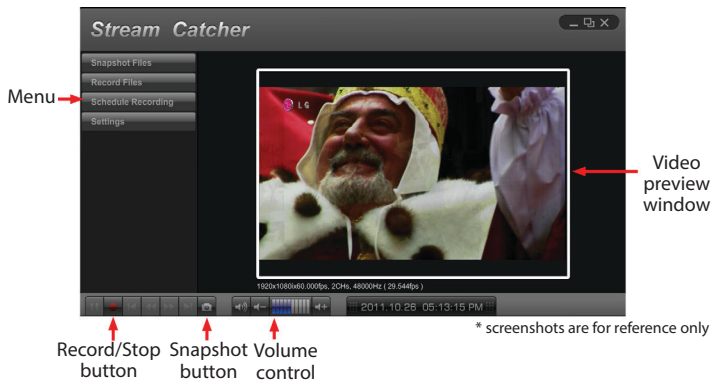 Stream Catcher
Snapshot Files
Record Files
Menu
Schedule Recording
Settings
LG
Video
preview
window
1920x1080ix60.000fps, 2CHs, 48000Hz ( 29.544fps )
2011.10.26 05:13:15 PM
* screenshots are for reference only
Record/Stop
button
Snapshot
button
Volume
control